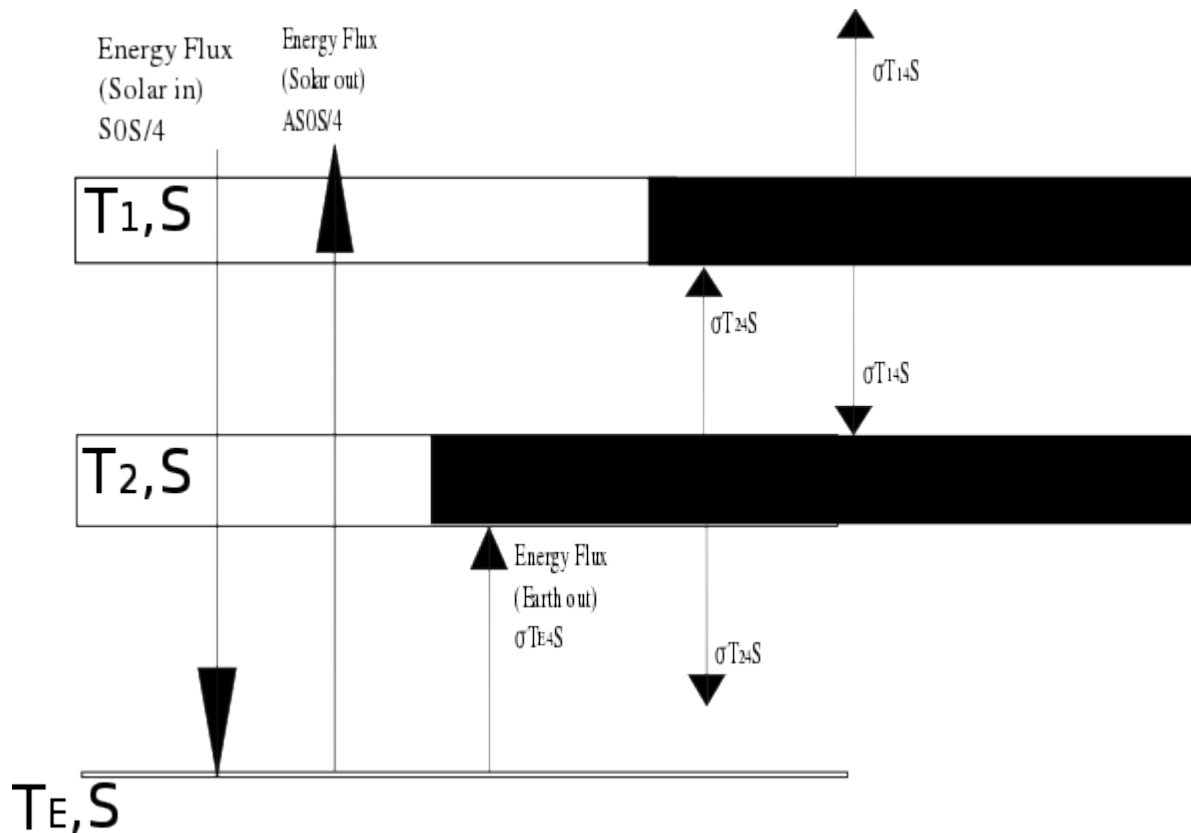 Energy Flux
(Solar in)
S0S/4
Energy Flux
(Solar out)
AS0S/4
σT14S
T1,S
σT24S
σT14S
T2,S
Energy Flux
(Earth out)
σTE4S
σT24S
TE,S